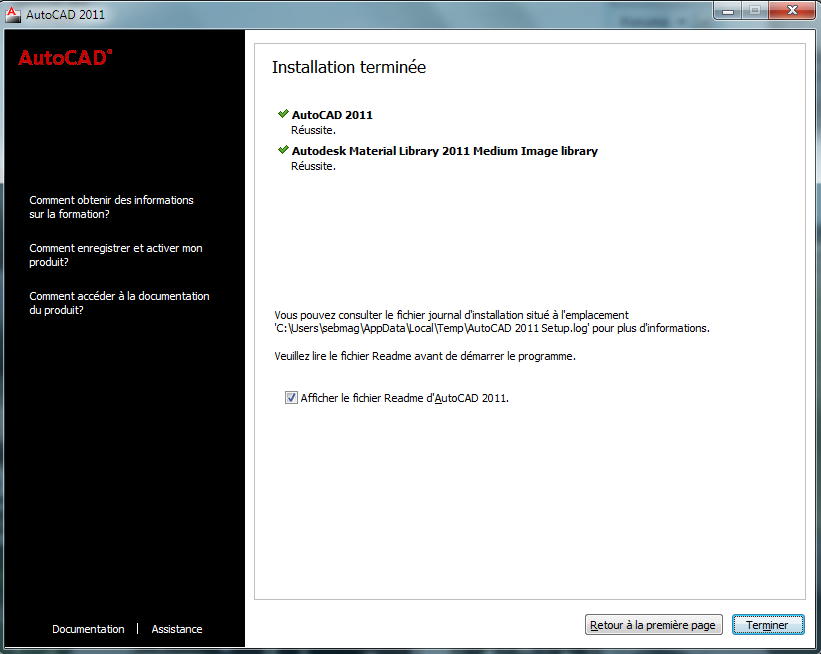 AutoCAD 2011
AutoCAD®
Installation terminée
AutoCAD 2011
Réussite.
Autodesk Material Library 2011 Medium Image library
Réussite.
Comment obtenir des informations
sur la formation?
Comment enregistrer et activer mon
produit?
Comment accéder à la documentation
du produit?
Vous pouvez consulter le fichier journal d'installation situé à l'emplacement
'C:\Users\sebmag\AppData\Local\Temp\AutoCAD 2011 Setup.log' pour plus d'informations.
Veuillez lire le fichier Readme avant de démarrer le programme.
Afficher le fichier Readme d'AutoCAD 2011.
Documentation | Assistance
Retour à la première page
Terminer